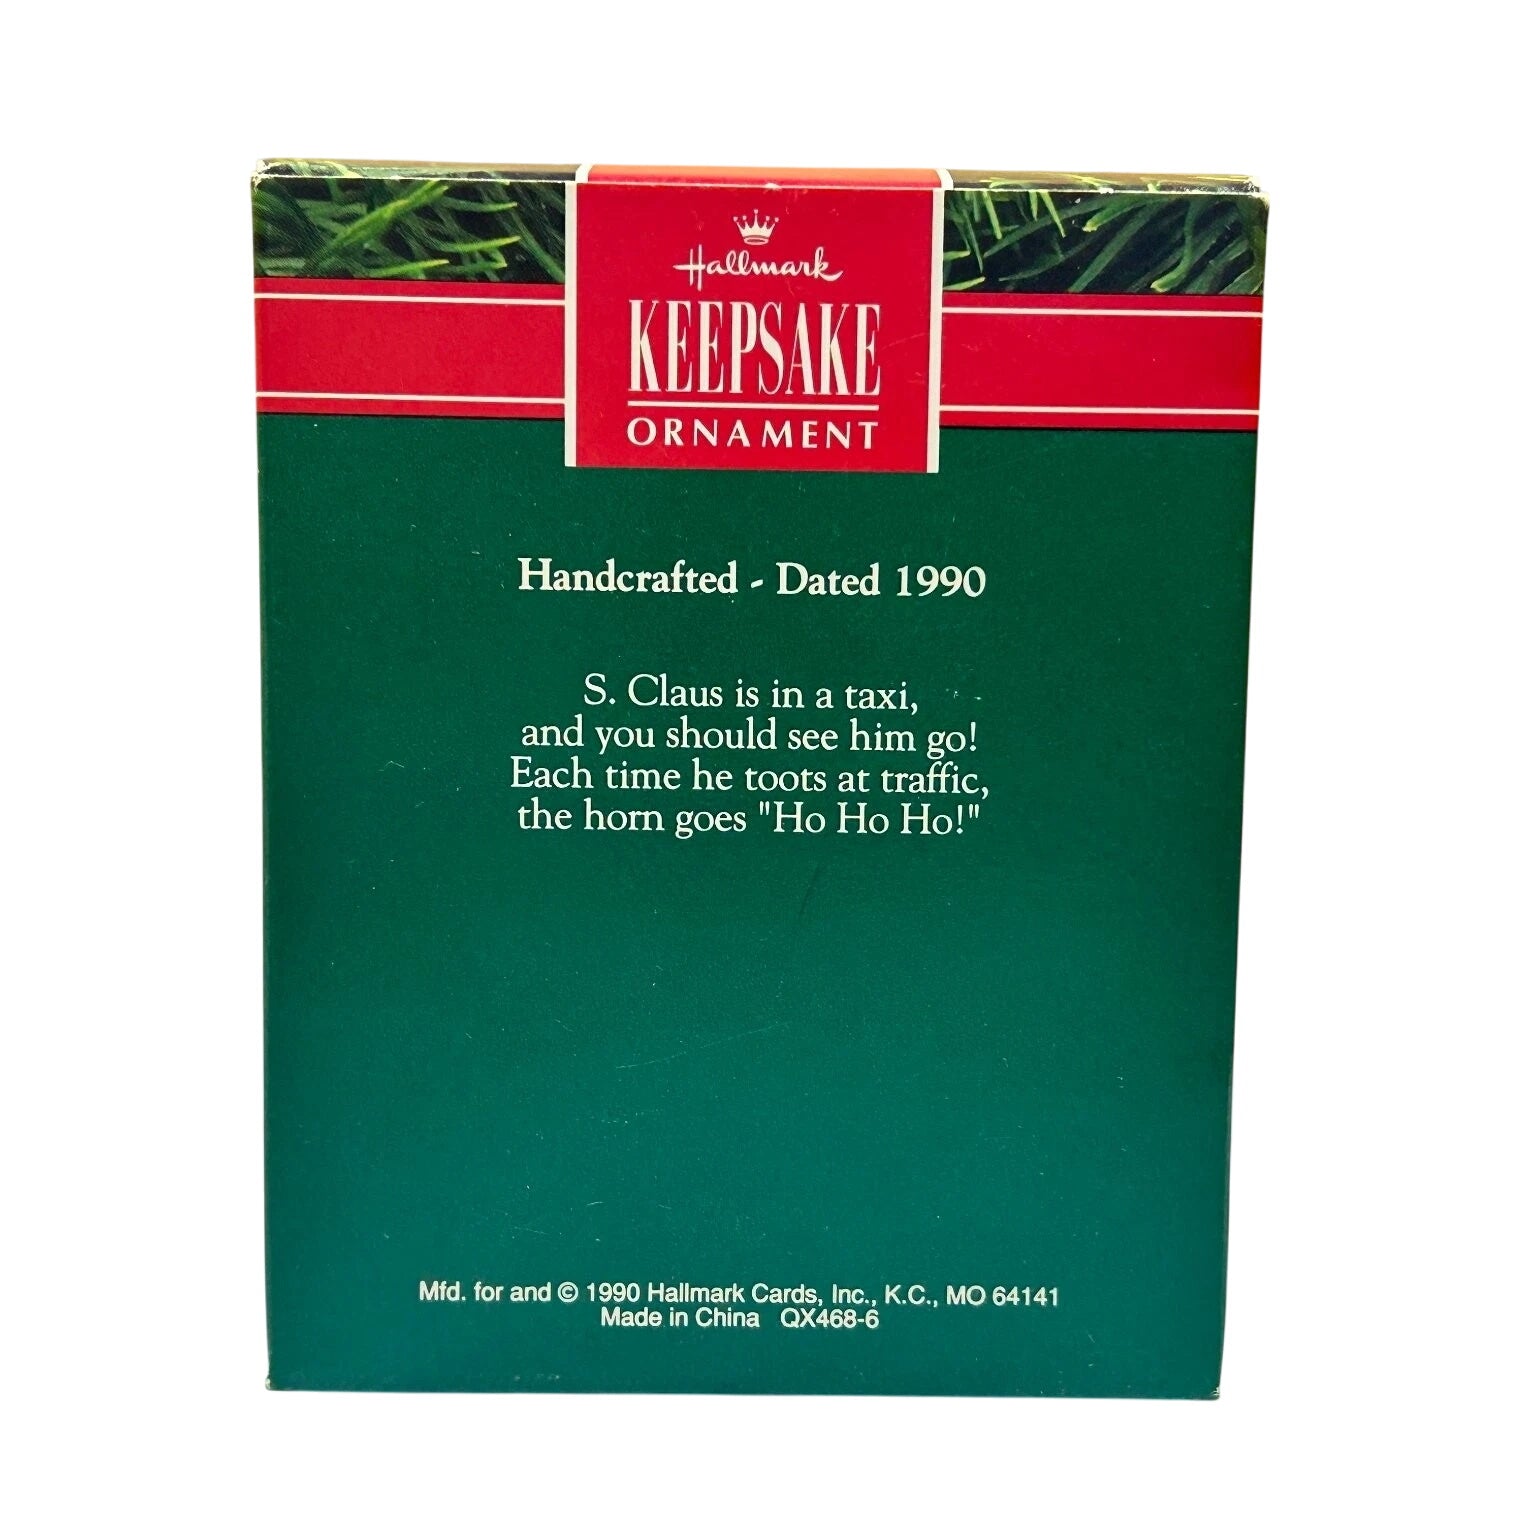 Hallmark
KEEPSAKE
ORNAMENT
Handcrafted - Dated 1990
S. Claus is in a taxi,
and you should see him go!
Each time he toots at traffic,
the horn goes "Ho Ho Ho!"
Mfd. for and © 1990 Hallmark Cards, Inc., K.C., MO 64141
Made in China QX468-6